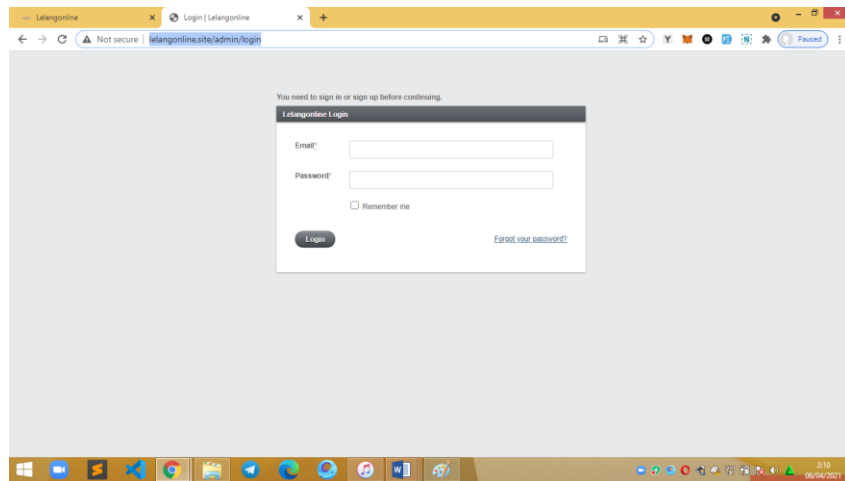 Lelangonline
Login | Lelangonline
Not secure
lelangonline.site/admin/login
Paused
You need to sign in or sign up before continuing.
Lelangonline Login
Email*
Password*
Remember me
Login
Forgot your password?
2:10
06/04/2021